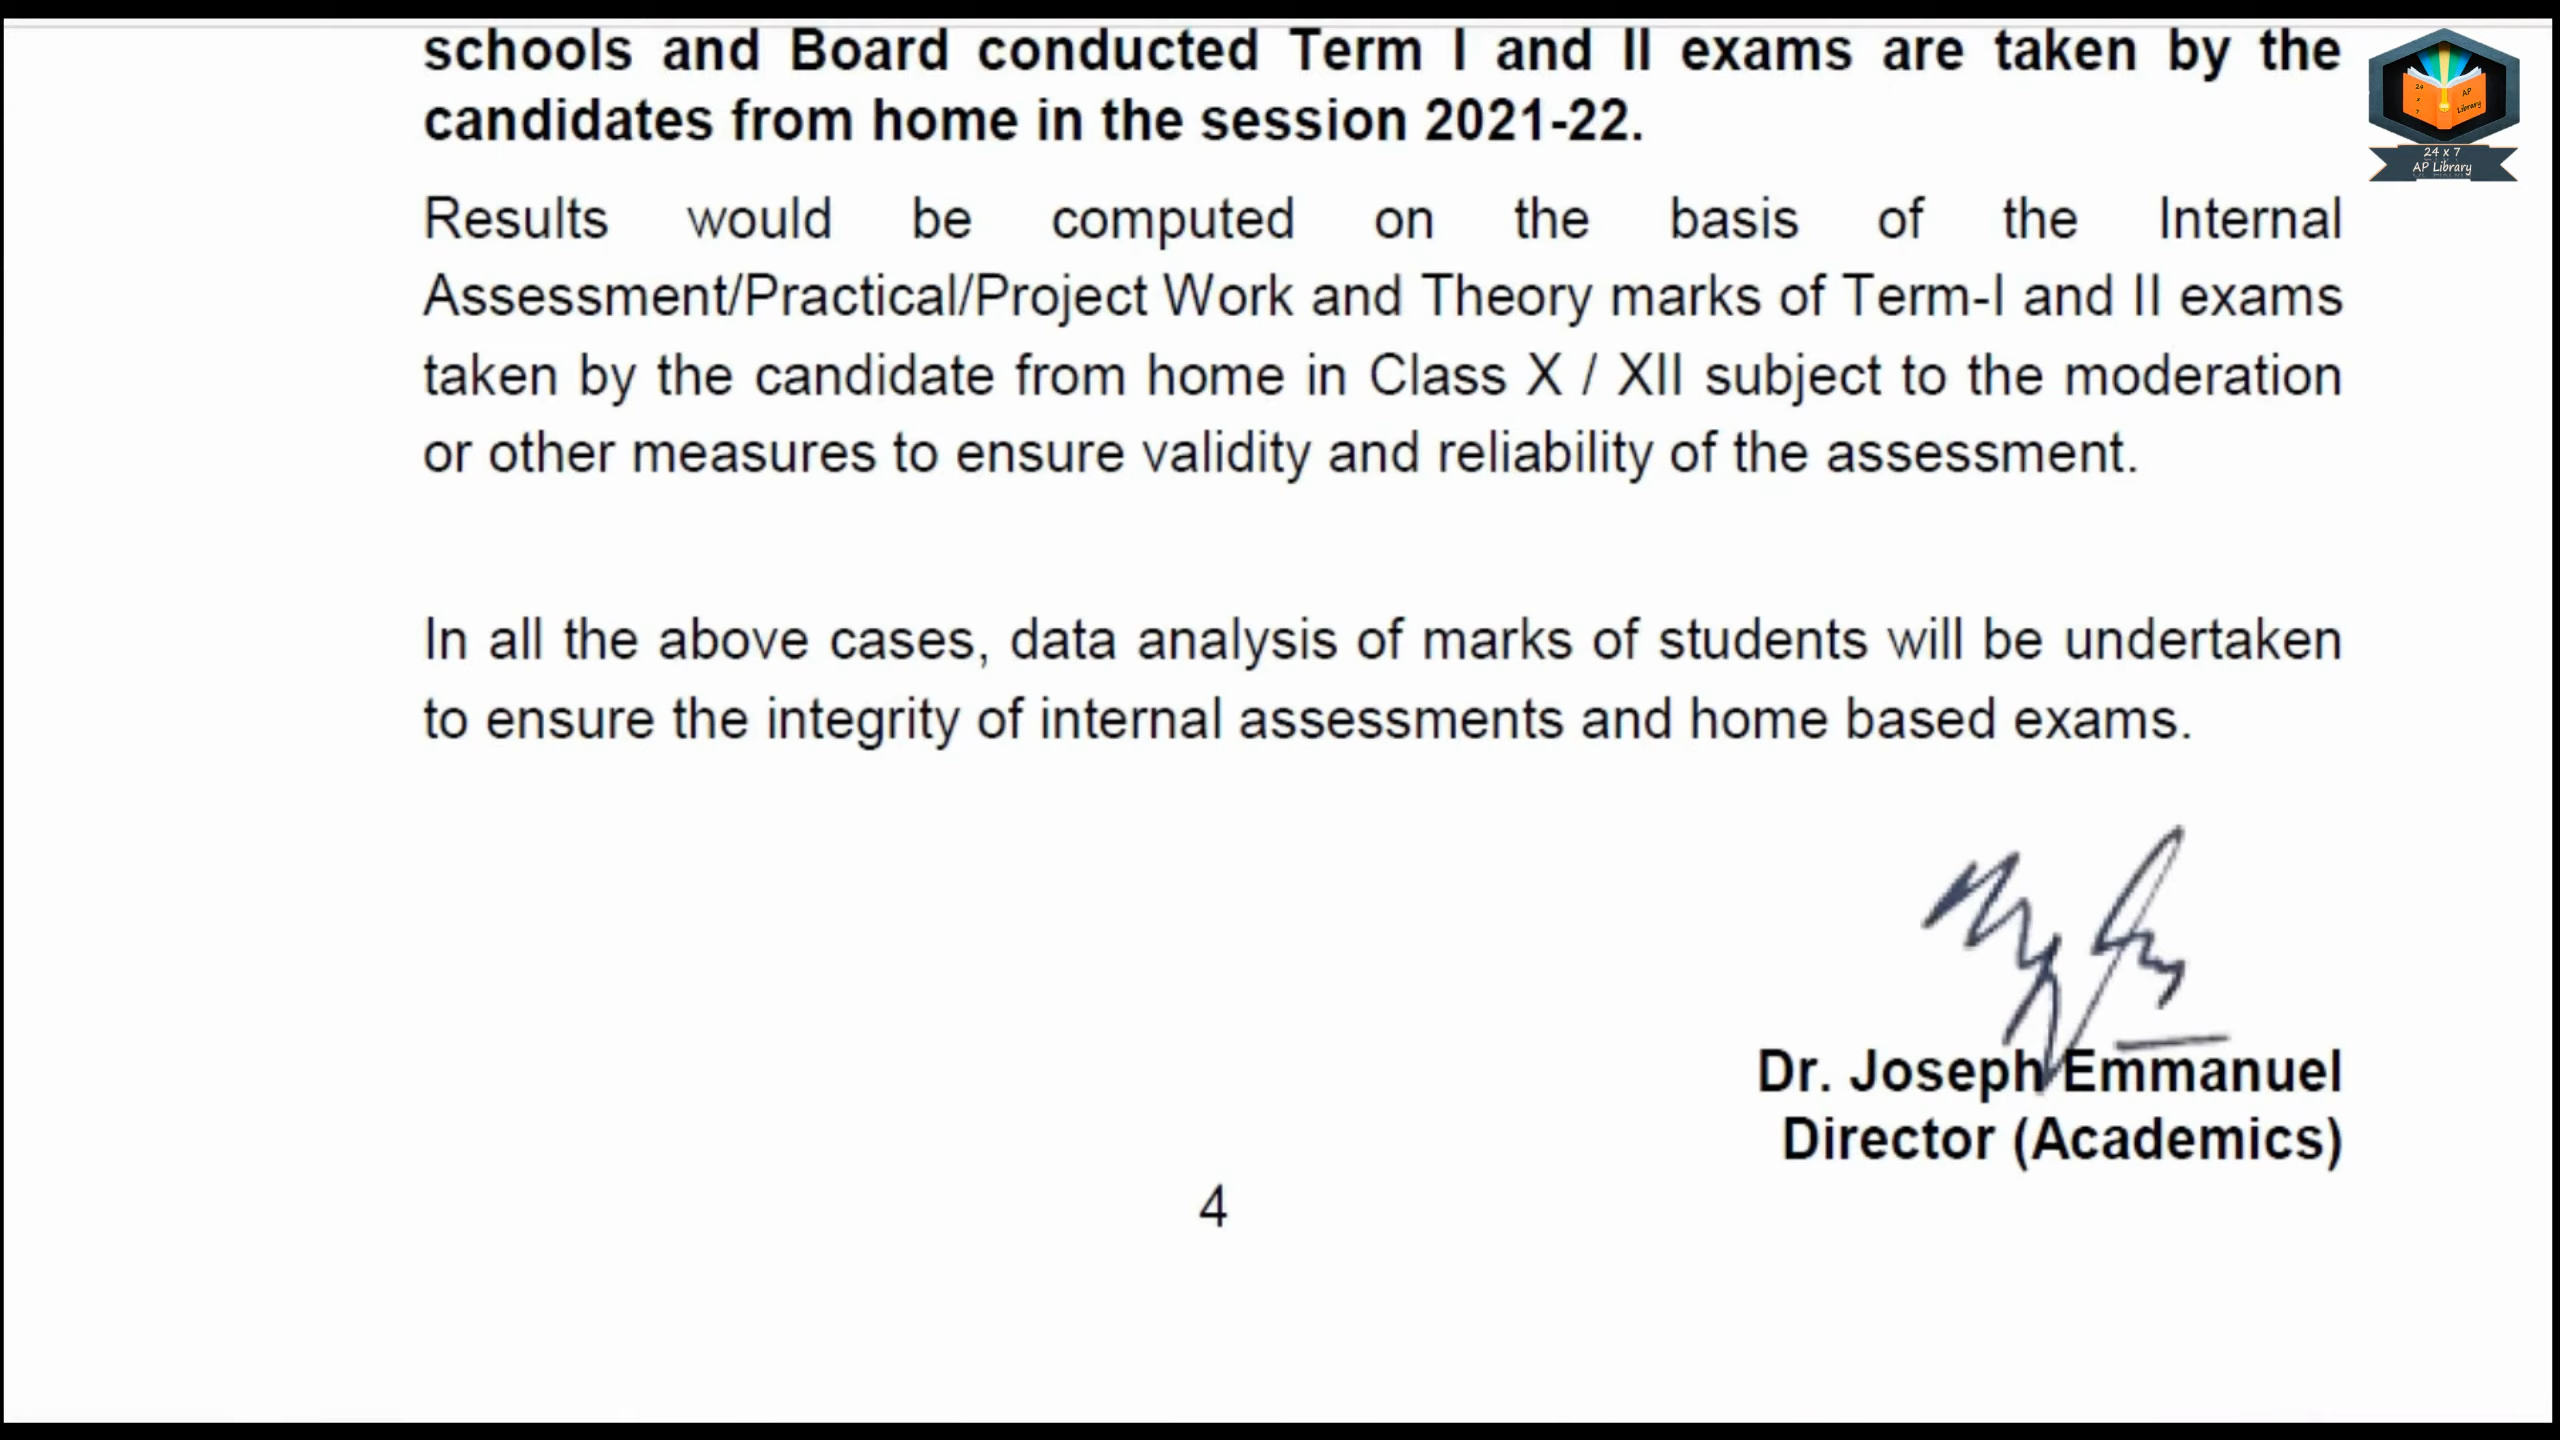 schools and Board conducted Term I and II exams are taken by the
candidates from home in the session 2021-22.
Results would be computed on the basis of the Internal
Assessment/Practical/Project Work and Theory marks of Term-I and II exams
taken by the candidate from home in Class X / XII subject to the moderation
or other measures to ensure validity and reliability of the assessment.
In all the above cases, data analysis of marks of students will be undertaken
to ensure the integrity of internal assessments and home based exams.
Dr. Joseph Emmanuel
Director (Academics)
4
24
x
7
AP
Library
24 x 7
AP Library